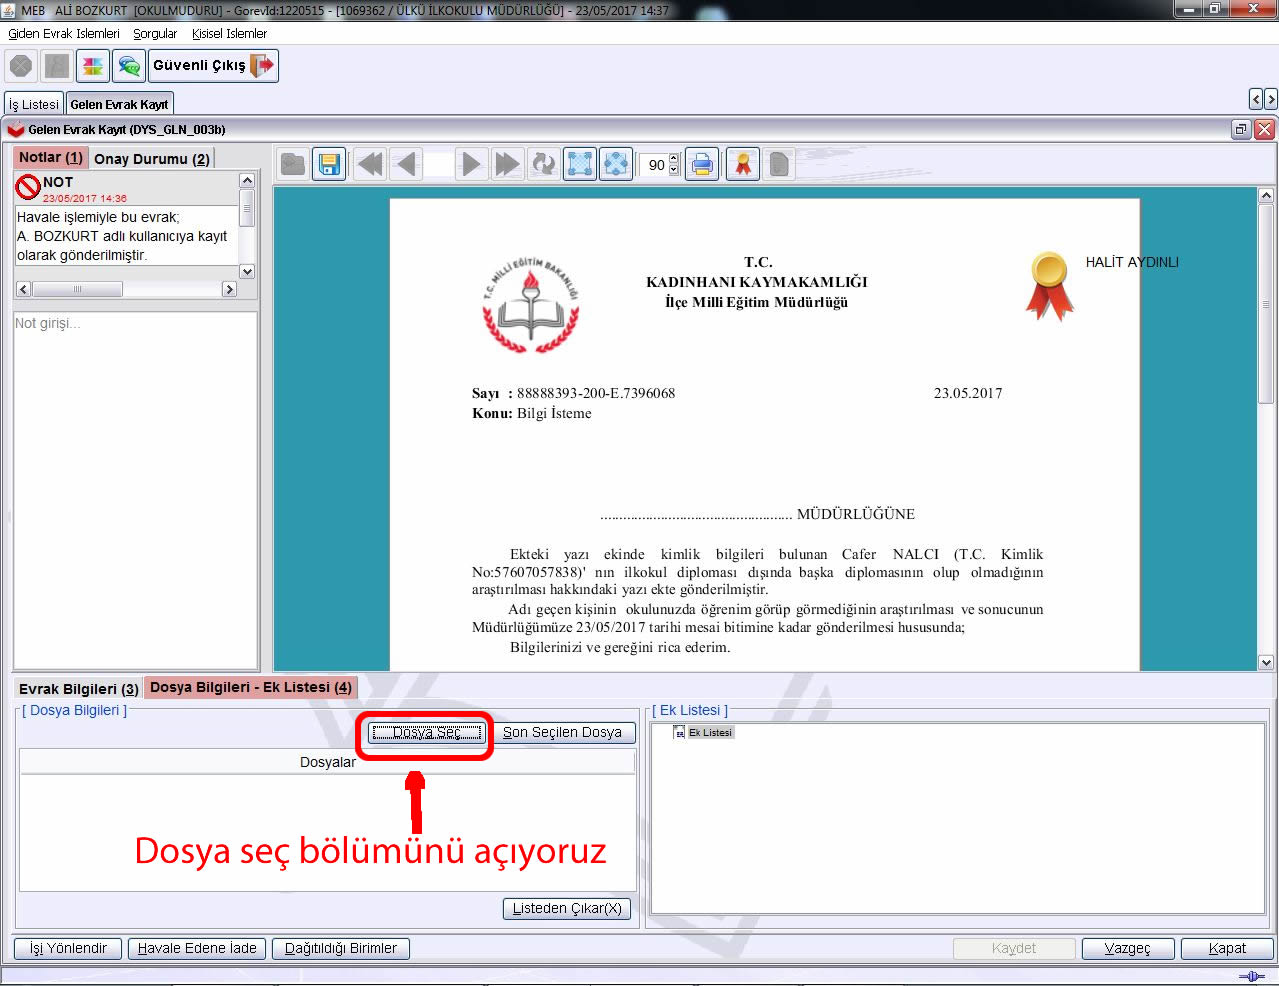 MEB ALİ BOZKURT [OKULMUDURU] - GorevId:1220515 - [1069362 / ÜLKÜ İLKOKULU MÜDÜRLÜĞÜ] - 23/05/2017 14:37
Giden Evrak Islemleri Sorgular Kisisel Islemler
Güvenli Çıkış
İş Listesi Gelen Evrak Kayıt
Gelen Evrak Kayıt (DYS_GLN_003b)
Notlar (1) Onay Durumu (2)
90
NOT
23/05/2017 14:36
Havale işlemiyle bu evrak;
A. BOZKURT adlı kullanıcıya kayıt
olarak gönderilmiştir.
Not girişi...
T.C. MİLLİ EĞİTİM BAKANLIĞI
T.C.
KADINHANI KAYMAKAMLIĞI
İlçe Milli Eğitim Müdürlüğü
HALİT AYDINLI
Sayı : 88888393-200-E.7396068 23.05.2017
Konu: Bilgi İsteme
................................................... MÜDÜRLÜĞÜNE
Ekteki yazı ekinde kimlik bilgileri bulunan Cafer NALCI (T.C. Kimlik
No:57607057838)' nın ilkokul diploması dışında başka diplomasının olup olmadığının
araştırılması hakkındaki yazı ekte gönderilmiştir.
Adı geçen kişinin okulunuzda öğrenim görüp görmediğinin araştırılması ve sonucunun
Müdürlüğümüze 23/05/2017 tarihi mesai bitimine kadar gönderilmesi hususunda;
Bilgilerinizi ve gereğini rica ederim.
Evrak Bilgileri (3) Dosya Bilgileri - Ek Listesi (4)
[ Dosya Bilgileri ] [ Ek Listesi ]
Dosya Seç Son Seçilen Dosya Ek Listesi
Dosyalar
Dosya seç bölümünü açıyoruz
Listeden Çıkar(X)
İşi Yönlendir Havale Edene İade Dağıtıldığı Birimler Kaydet Vazgeç Kapat